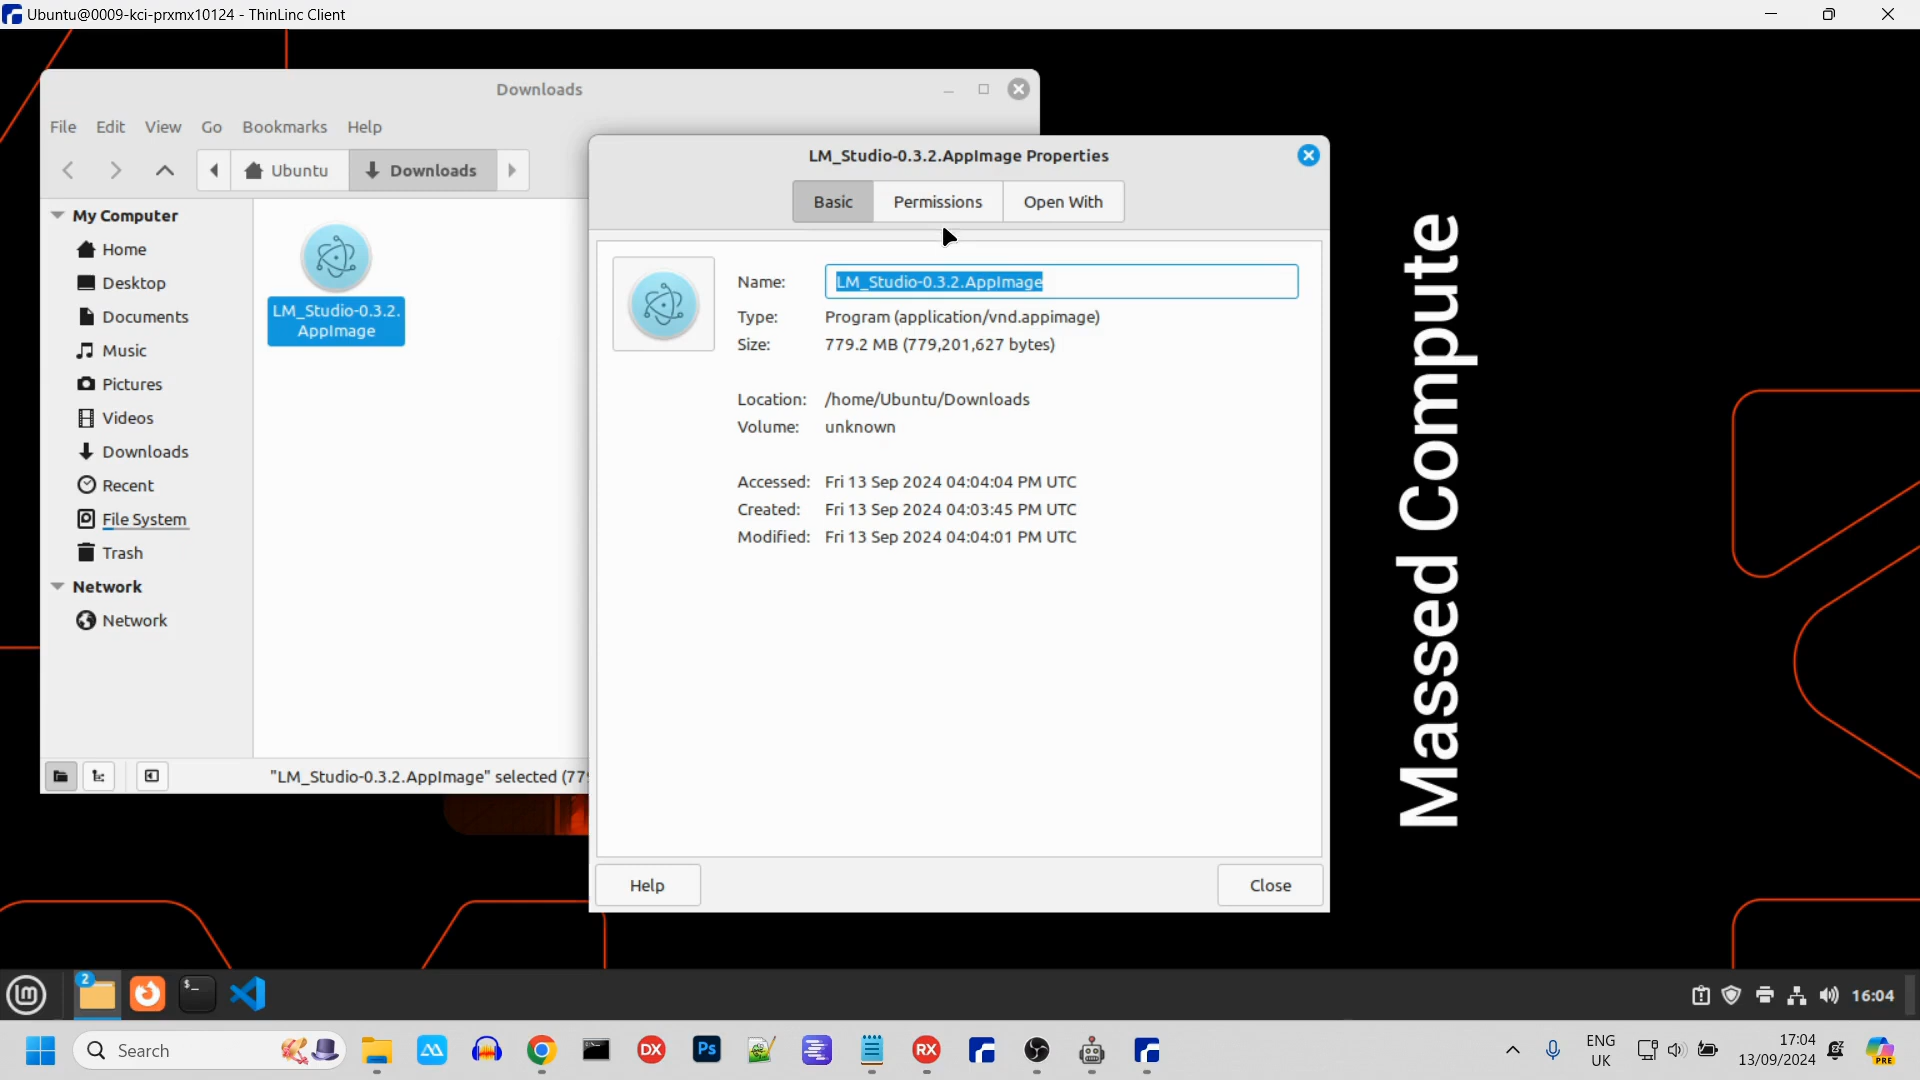 Ubuntu@0009-kci-prxmx10124 - ThinLinc Client
Downloads
File Edit View Go Bookmarks Help
Ubuntu Downloads
My Computer
Home
Desktop
Documents
Music
Pictures
Videos
Downloads
Recent
File System
Trash
Network
Network
LM_Studio-0.3.2.
AppImage
"LM_Studio-0.3.2.AppImage" selected (77
LM_Studio-0.3.2.AppImage Properties
Basic Permissions Open With
Name: LM_Studio-0.3.2.AppImage
Type: Program (application/vnd.appimage)
Size: 779.2 MB (779,201,627 bytes)
Location: /home/Ubuntu/Downloads
Volume: unknown
Accessed: Fri 13 Sep 2024 04:04:04 PM UTC
Created: Fri 13 Sep 2024 04:03:45 PM UTC
Modified: Fri 13 Sep 2024 04:04:01 PM UTC
Help Close
Massed Compute
2
$_
16:04
Search
DX
Ps
RX
ENG
UK
17:04
13/09/2024
PRE